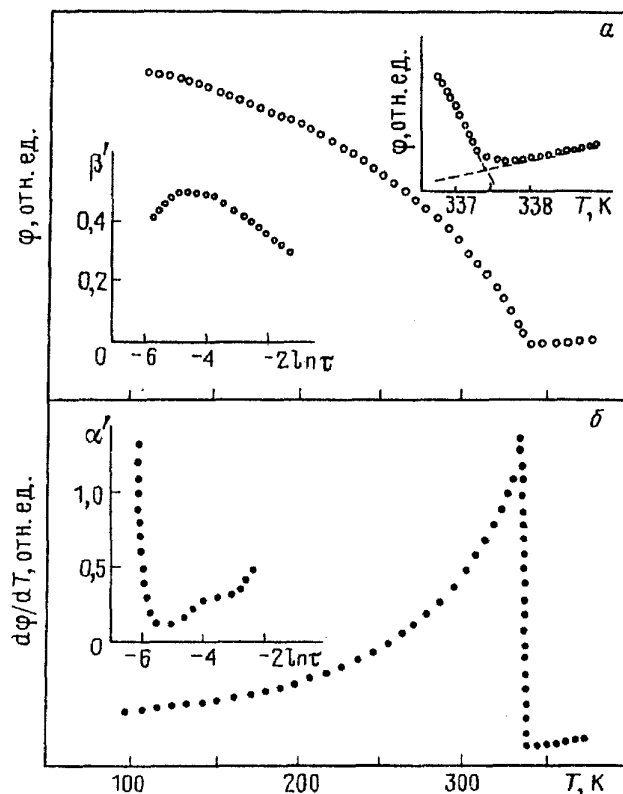 а
φ, отн. ед.
β'
0,4
0,2
0
-6
-4
-2 ln τ
φ, отн. ед.
337
338
T, К
б
dφ/dT, отн. ед.
α'
1,0
0,5
0
-6
-4
-2 ln τ
100
200
300
T, К